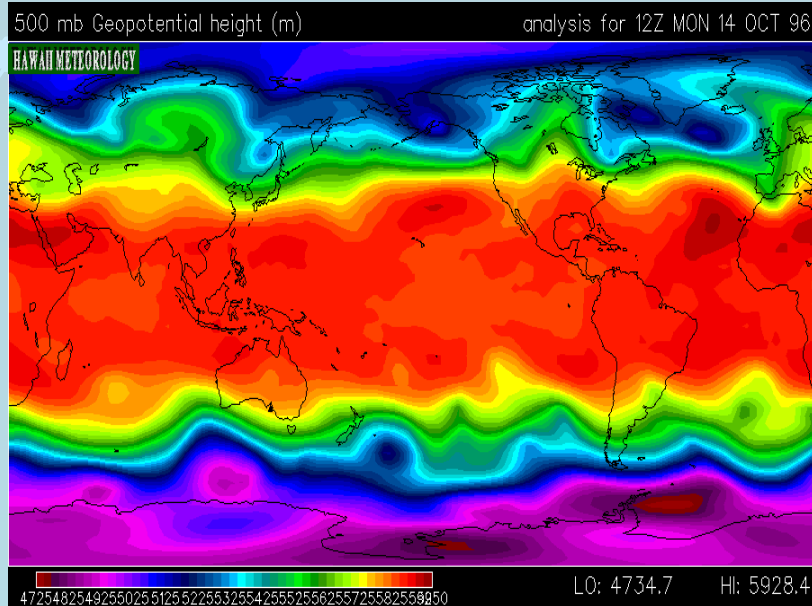 500 mb Geopotential height (m)
analysis for 12Z MON 14 OCT 96
HAWAII METEOROLOGY
LO: 4734.7
HI: 5928.4